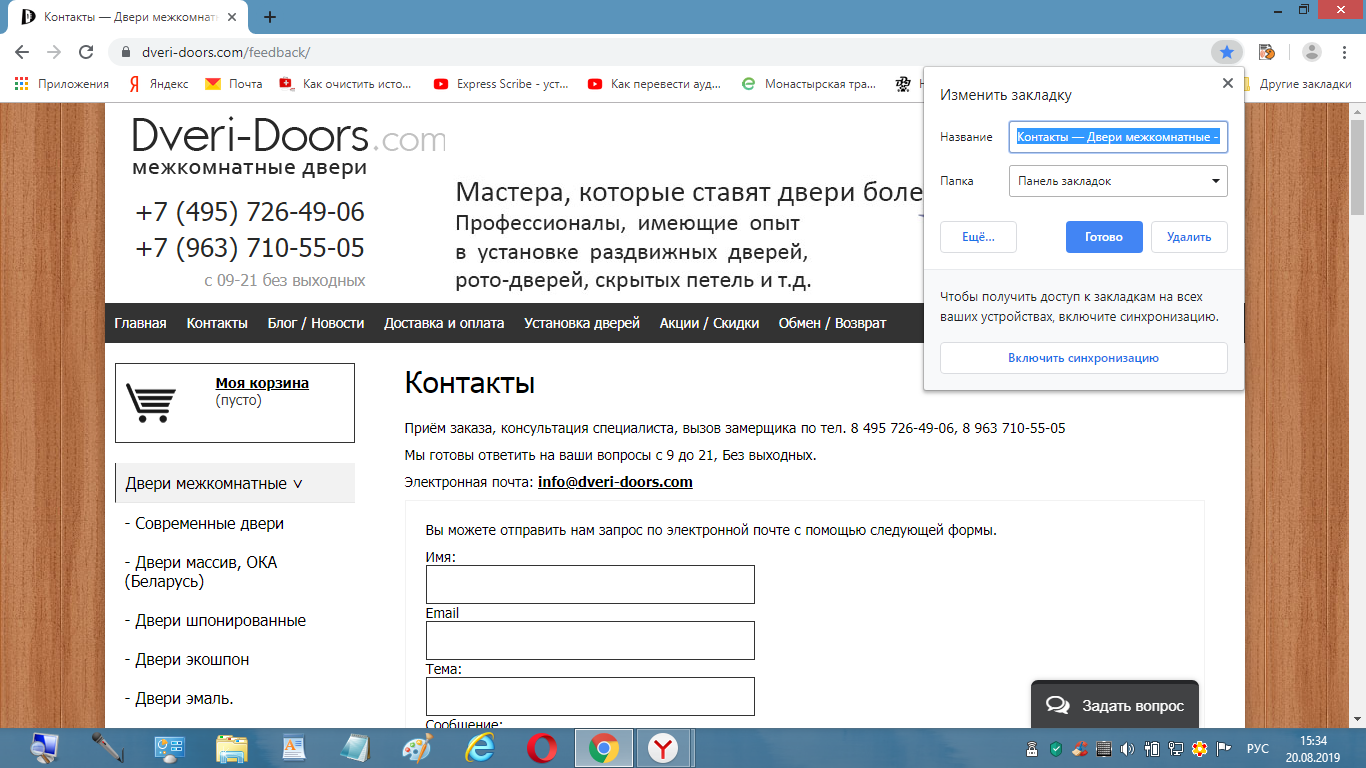 Контакты — Двери межкомнатн
dveri-doors.com/feedback/
Приложения
Яндекс
Почта
Как очистить исто...
Express Scribe - уст...
Как перевести ауд...
Монастырская тра...
Другие закладки
Изменить закладку
Название
Контакты — Двери межкомнатные -
Папка
Панель закладок
Ещё...
Готово
Удалить
Чтобы получить доступ к закладкам на всех
ваших устройствах, включите синхронизацию.
Включить синхронизацию
Dveri-Doors.com
межкомнатные двери
+7 (495) 726-49-06
+7 (963) 710-55-05
с 09-21 без выходных
Мастера, которые ставят двери боле
Профессионалы, имеющие опыт
в установке раздвижных дверей,
рото-дверей, скрытых петель и т.д.
Главная
Контакты
Блог / Новости
Доставка и оплата
Установка дверей
Акции / Скидки
Обмен / Возврат
Моя корзина
(пусто)
Двери межкомнатные v
- Современные двери
- Двери массив, ОКА
(Беларусь)
- Двери шпонированные
- Двери экошпон
- Двери эмаль.
Контакты
Приём заказа, консультация специалиста, вызов замерщика по тел. 8 495 726-49-06, 8 963 710-55-05
Мы готовы ответить на ваши вопросы с 9 до 21, Без выходных.
Электронная почта: info@dveri-doors.com
Вы можете отправить нам запрос по электронной почте с помощью следующей формы.
Имя:
Email
Тема:
Сообщение:
Задать вопрос
РУС
15:34
20.08.2019